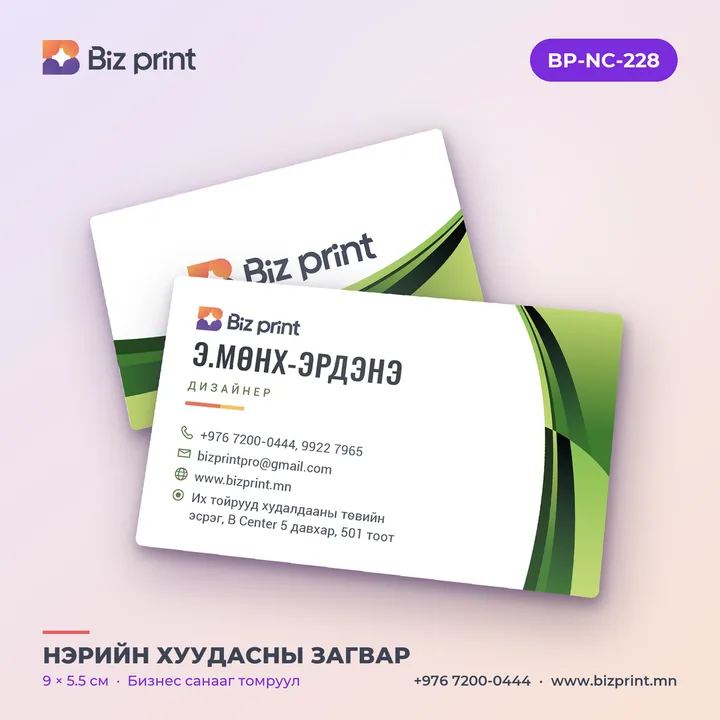 Biz print
BP-NC-228
Biz print
Biz print
Э.МӨНХ-ЭРДЭНЭ
ДИЗАЙНЕР
+976 7200-0444, 9922 7965
bizprintpro@gmail.com
www.bizprint.mn
Их тойрууд худалдааны төвийн
эсрэг, B Center 5 давхар, 501 тоот
НЭРИЙН ХУУДАСНЫ ЗАГВАР
9 × 5.5 см · Бизнес санааг томруул
+976 7200-0444 · www.bizprint.mn